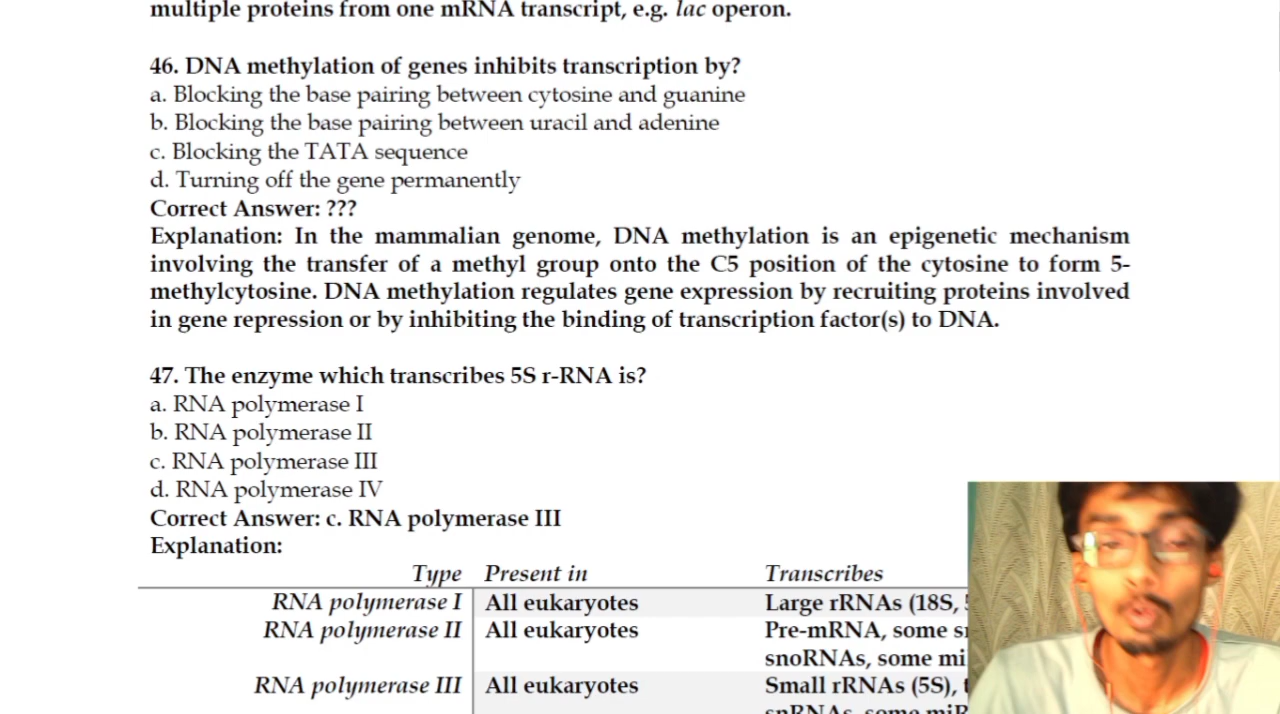 multiple proteins from one mRNA transcript, e.g. lac operon.
46. DNA methylation of genes inhibits transcription by?
a. Blocking the base pairing between cytosine and guanine
b. Blocking the base pairing between uracil and adenine
c. Blocking the TATA sequence
d. Turning off the gene permanently
Correct Answer: ???
Explanation: In the mammalian genome, DNA methylation is an epigenetic mechanism
involving the transfer of a methyl group onto the C5 position of the cytosine to form 5-
methylcytosine. DNA methylation regulates gene expression by recruiting proteins involved
in gene repression or by inhibiting the binding of transcription factor(s) to DNA.
47. The enzyme which transcribes 5S r-RNA is?
a. RNA polymerase I
b. RNA polymerase II
c. RNA polymerase III
d. RNA polymerase IV
Correct Answer: c. RNA polymerase III
Explanation:
Type Present in Transcribes
RNA polymerase I All eukaryotes Large rRNAs (18S,
RNA polymerase II All eukaryotes Pre-mRNA, some
snoRNAs, some
RNA polymerase III All eukaryotes Small rRNAs (5S),
snRNAs, some